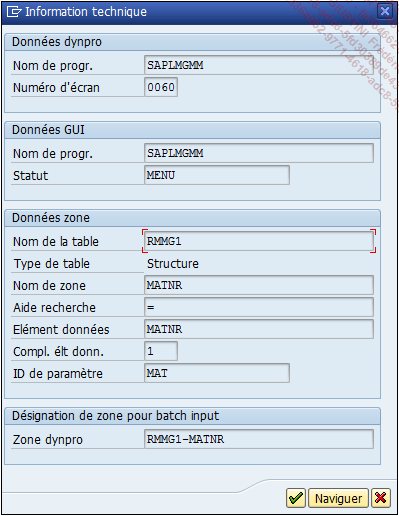 Information technique
Données dynpro
Nom de progr. SAPLMGMM
Numéro d'écran 0060
Données GUI
Nom de progr. SAPLMGMM
Statut MENU
Données zone
Nom de la table RMMG1
Type de table Structure
Nom de zone MATNR
Aide recherche =
Elément données MATNR
Compl. élt donn. 1
ID de paramètre MAT
Désignation de zone pour batch input
Zone dynpro RMMG1-MATNR
Naviguer